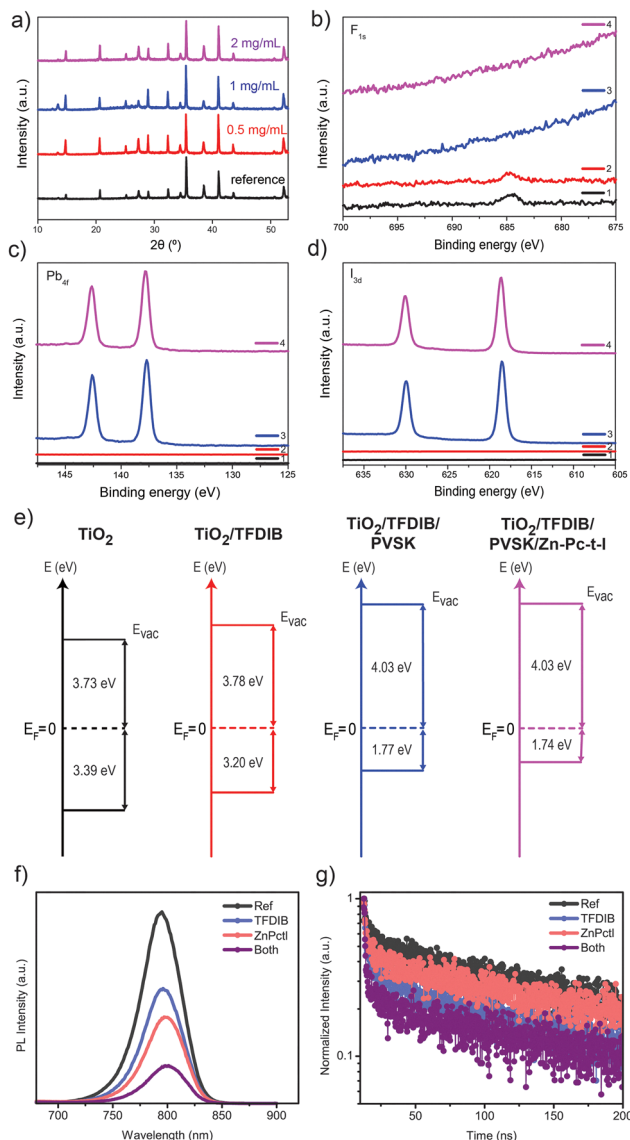 a)
2 mg/mL
1 mg/mL
0.5 mg/mL
reference
Intensity (a.u.)
10 20 30 40 50
2θ (º)
b)
F1s
4
3
2
1
Intensity (a.u.)
700 695 690 685 680 675
Binding energy (eV)
c)
Pb4f
4
3
2
1
Intensity (a.u.)
145 140 135 130 125
Binding energy (eV)
d)
I3d
4
3
2
1
Intensity (a.u.)
635 630 625 620 615 610 605
Binding energy (eV)
e)
TiO2
E (eV)
Evac
3.73 eV
EF=0
3.39 eV
TiO2/TFDIB
E (eV)
Evac
3.78 eV
EF=0
3.20 eV
TiO2/TFDIB/
PVSK
E (eV)
Evac
4.03 eV
EF=0
1.77 eV
TiO2/TFDIB/
PVSK/Zn-Pc-t-I
E (eV)
Evac
4.03 eV
EF=0
1.74 eV
f)
Ref
TFDIB
ZnPctI
Both
PL Intensity (a.u.)
700 750 800 850 900
Wavelength (nm)
g)
Ref
TFDIB
ZnPctI
Both
1
0.1
Normalized Intensity (a.u.)
50 100 150 200
Time (ns)